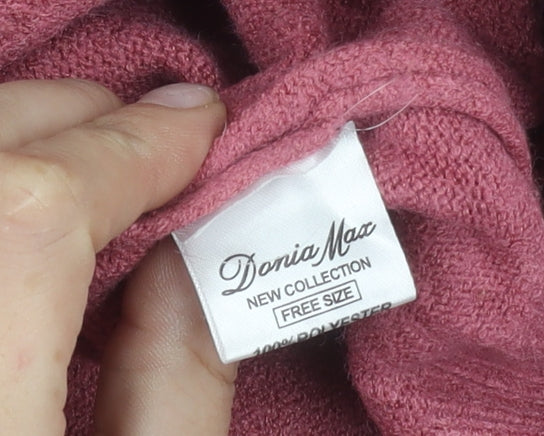 Donia Max
NEW COLLECTION
FREE SIZE
100% POLYESTER